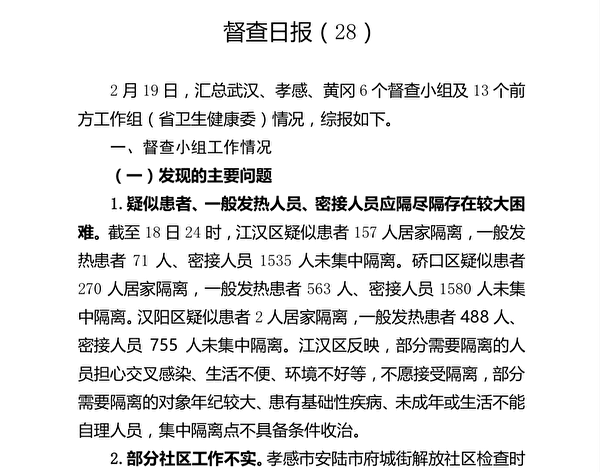 督查日报（28）
2 月 19 日，汇总武汉、孝感、黄冈 6 个督查小组及 13 个前
方工作组（省卫生健康委）情况，综报如下。
一、督查小组工作情况
（一）发现的主要问题
1. 疑似患者、一般发热人员、密接人员应隔尽隔存在较大困
难。截至 18 日 24 时，江汉区疑似患者 157 人居家隔离，一般发
热患者 71 人、密接人员 1535 人未集中隔离。硚口区疑似患者
270 人居家隔离，一般发热患者 563 人、密接人员 1580 人未集
中隔离。汉阳区疑似患者 2 人居家隔离，一般发热患者 488 人、
密接人员 755 人未集中隔离。江汉区反映，部分需要隔离的人
员担心交叉感染、生活不便、环境不好等，不愿接受隔离，部分
需要隔离的对象年纪较大、患有基础性疾病、未成年或生活不能
自理人员，集中隔离点不具备条件收治。
2. 部分社区工作不实。孝感市安陆市府城街解放社区检查时